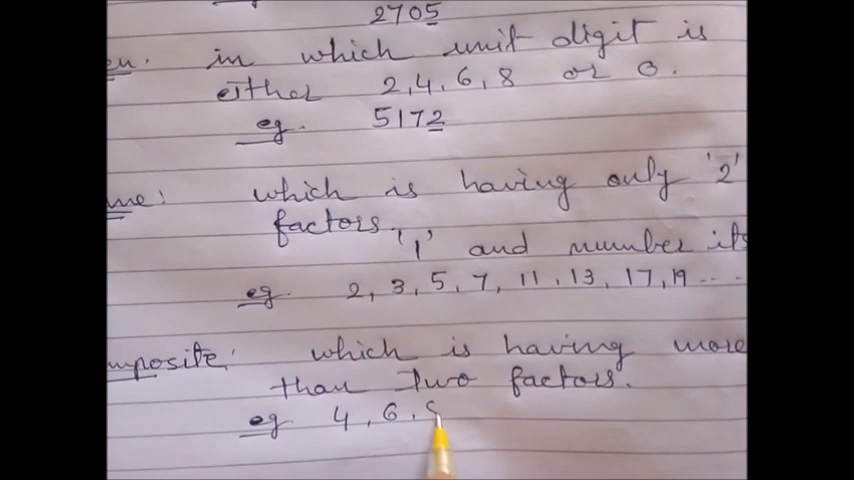 2705
in which unit digit is
either 2,4,6,8 or 0.
eg. 5172
which is having only '2'
factors.
'1' and number its
eg. 2, 3, 5, 7, 11, 13, 17, 19 ....
mposite: which is having more
than two factors.
eg 4, 6,